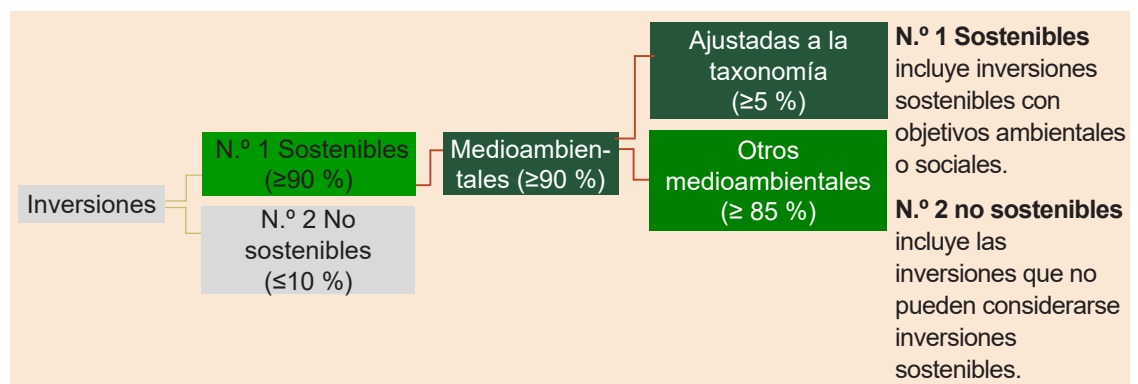 Inversiones
N.º 1 Sostenibles
(≥90 %)
N.º 2 No
sostenibles
(≤10 %)
Medioambien-
tales (≥90 %)
Ajustadas a la
taxonomía
(≥5 %)
Otros
medioambientales
(≥ 85 %)
N.º 1 Sostenibles
incluye inversiones
sostenibles con
objetivos ambientales
o sociales.
N.º 2 no sostenibles
incluye las
inversiones que no
pueden considerarse
inversiones
sostenibles.